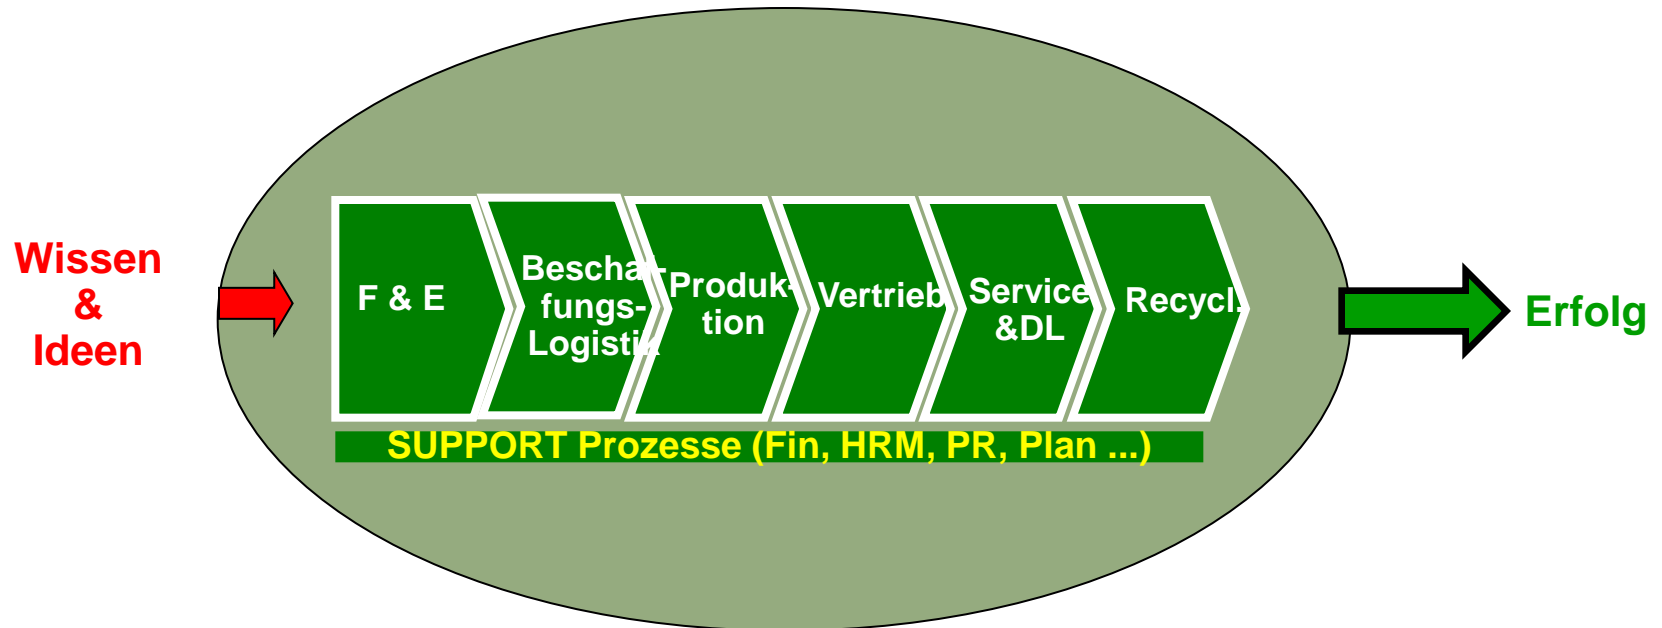 Wissen
&
Ideen
F & E
Beschaf-
fungs-
Logistik
Produk-
tion
Vertrieb
Service
&DL
Recycl.
SUPPORT Prozesse (Fin, HRM, PR, Plan ...)
Erfolg